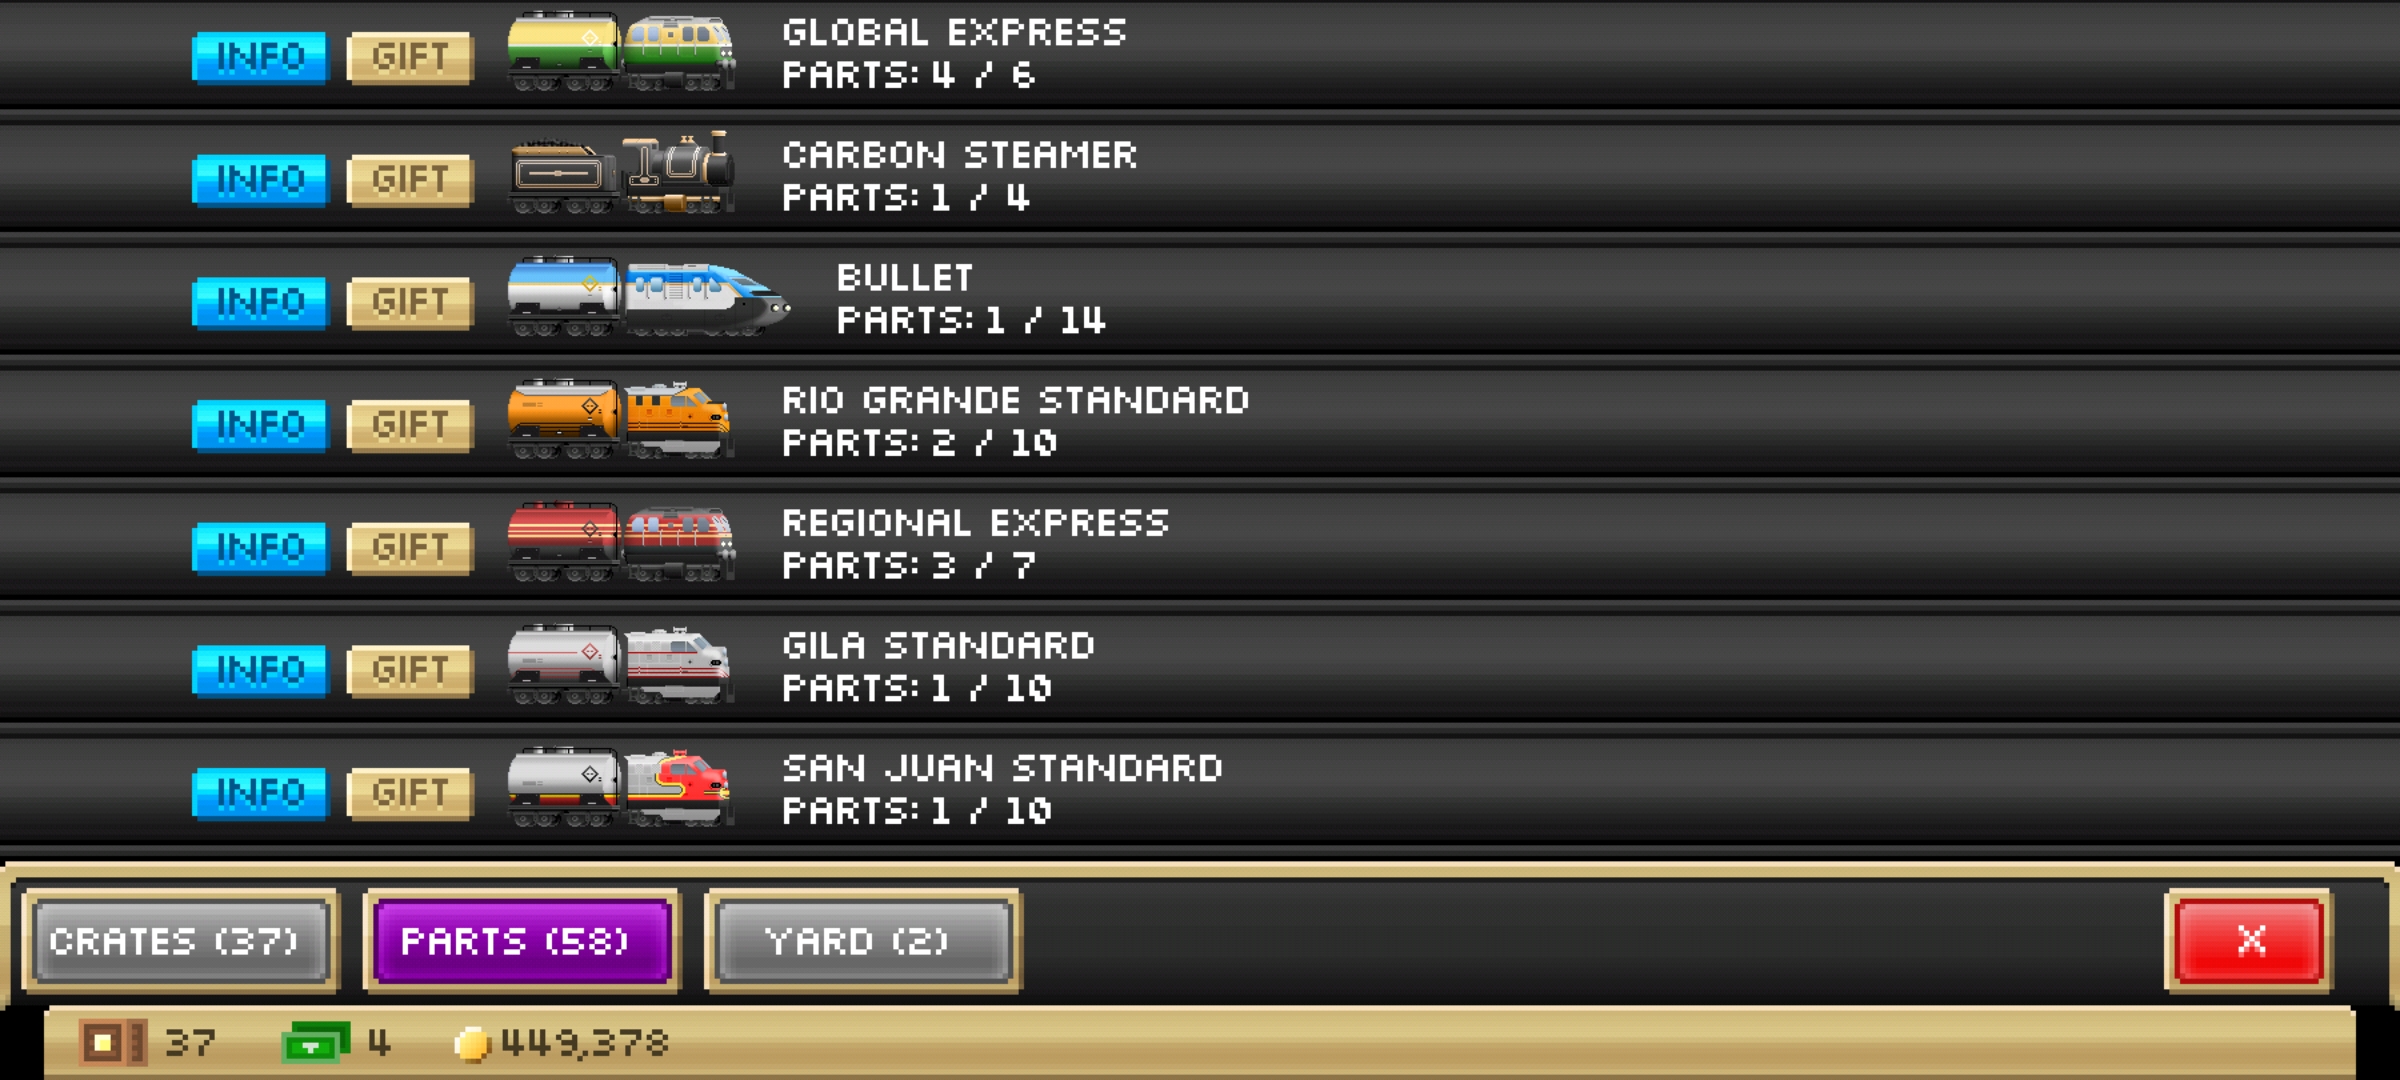 INFO GIFT GLOBAL EXPRESS
PARTS: 4 / 6
INFO GIFT CARBON STEAMER
PARTS: 1 / 4
INFO GIFT BULLET
PARTS: 1 / 14
INFO GIFT RIO GRANDE STANDARD
PARTS: 2 / 10
INFO GIFT REGIONAL EXPRESS
PARTS: 3 / 7
INFO GIFT GILA STANDARD
PARTS: 1 / 10
INFO GIFT SAN JUAN STANDARD
PARTS: 1 / 10
CRATES (37) PARTS (58) YARD (2) X
37 4 449,378